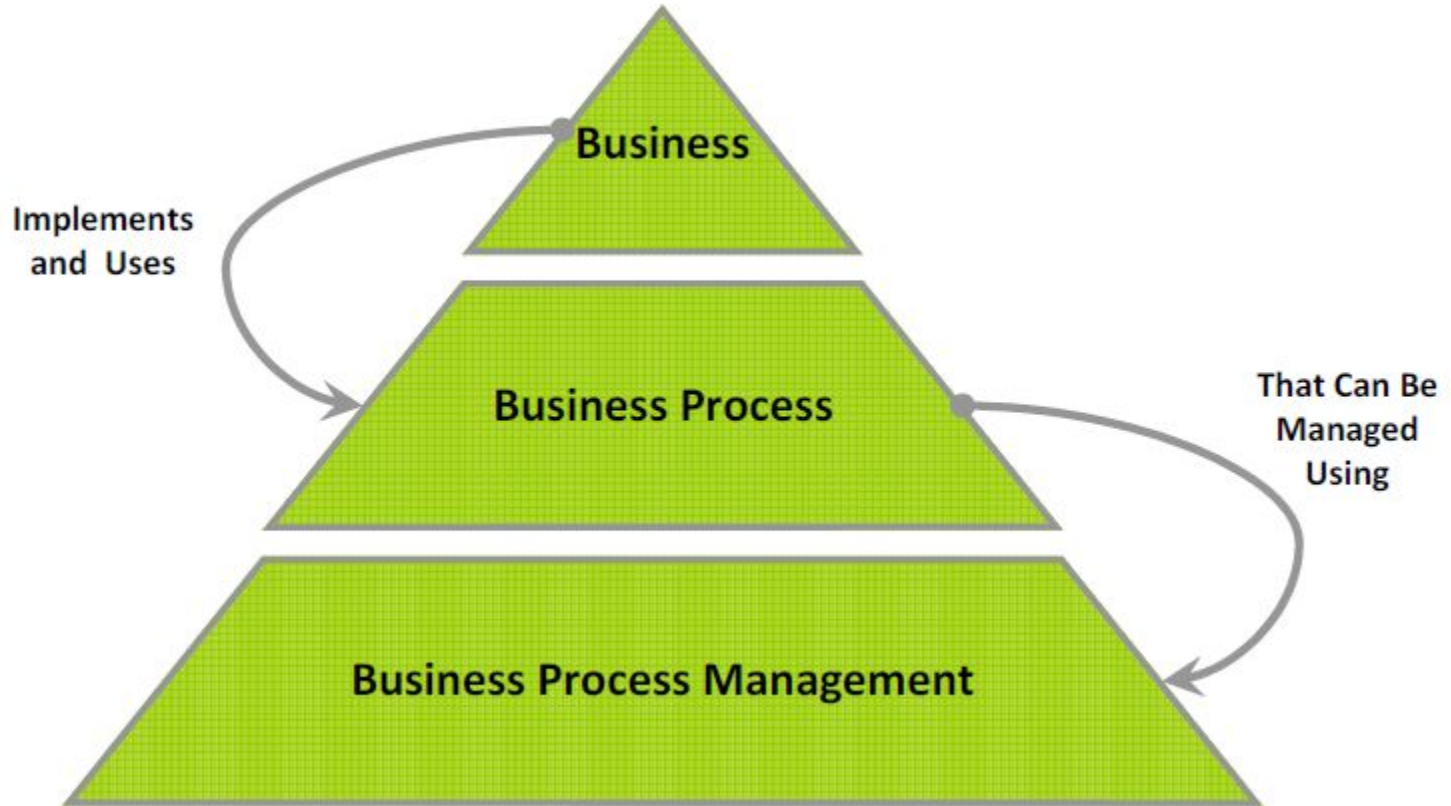 Business
Implements
and Uses
Business Process
That Can Be
Managed
Using
Business Process Management